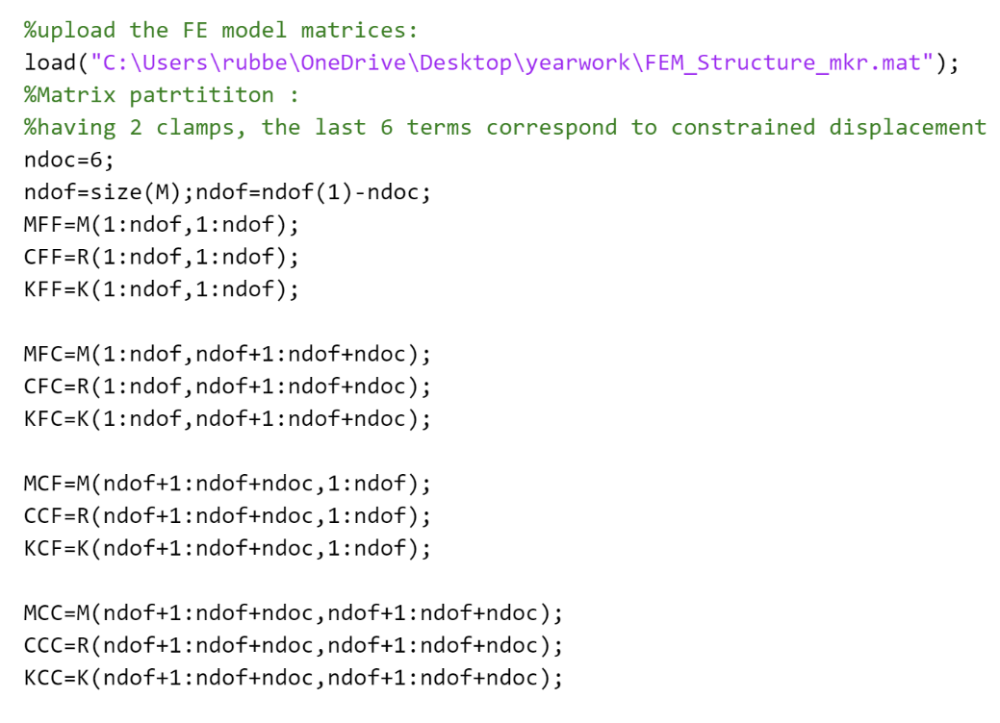 %upload the FE model matrices:
load("C:\Users\rubbe\OneDrive\Desktop\yearwork\FEM_Structure_mkr.mat");
%Matrix patrtititon :
%having 2 clamps, the last 6 terms correspond to constrained displacement
ndoc=6;
ndof=size(M);ndof=ndof(1)-ndoc;
MFF=M(1:ndof,1:ndof);
CFF=R(1:ndof,1:ndof);
KFF=K(1:ndof,1:ndof);
MFC=M(1:ndof,ndof+1:ndof+ndoc);
CFC=R(1:ndof,ndof+1:ndof+ndoc);
KFC=K(1:ndof,ndof+1:ndof+ndoc);
MCF=M(ndof+1:ndof+ndoc,1:ndof);
CCF=R(ndof+1:ndof+ndoc,1:ndof);
KCF=K(ndof+1:ndof+ndoc,1:ndof);
MCC=M(ndof+1:ndof+ndoc,ndof+1:ndof+ndoc);
CCC=R(ndof+1:ndof+ndoc,ndof+1:ndof+ndoc);
KCC=K(ndof+1:ndof+ndoc,ndof+1:ndof+ndoc);